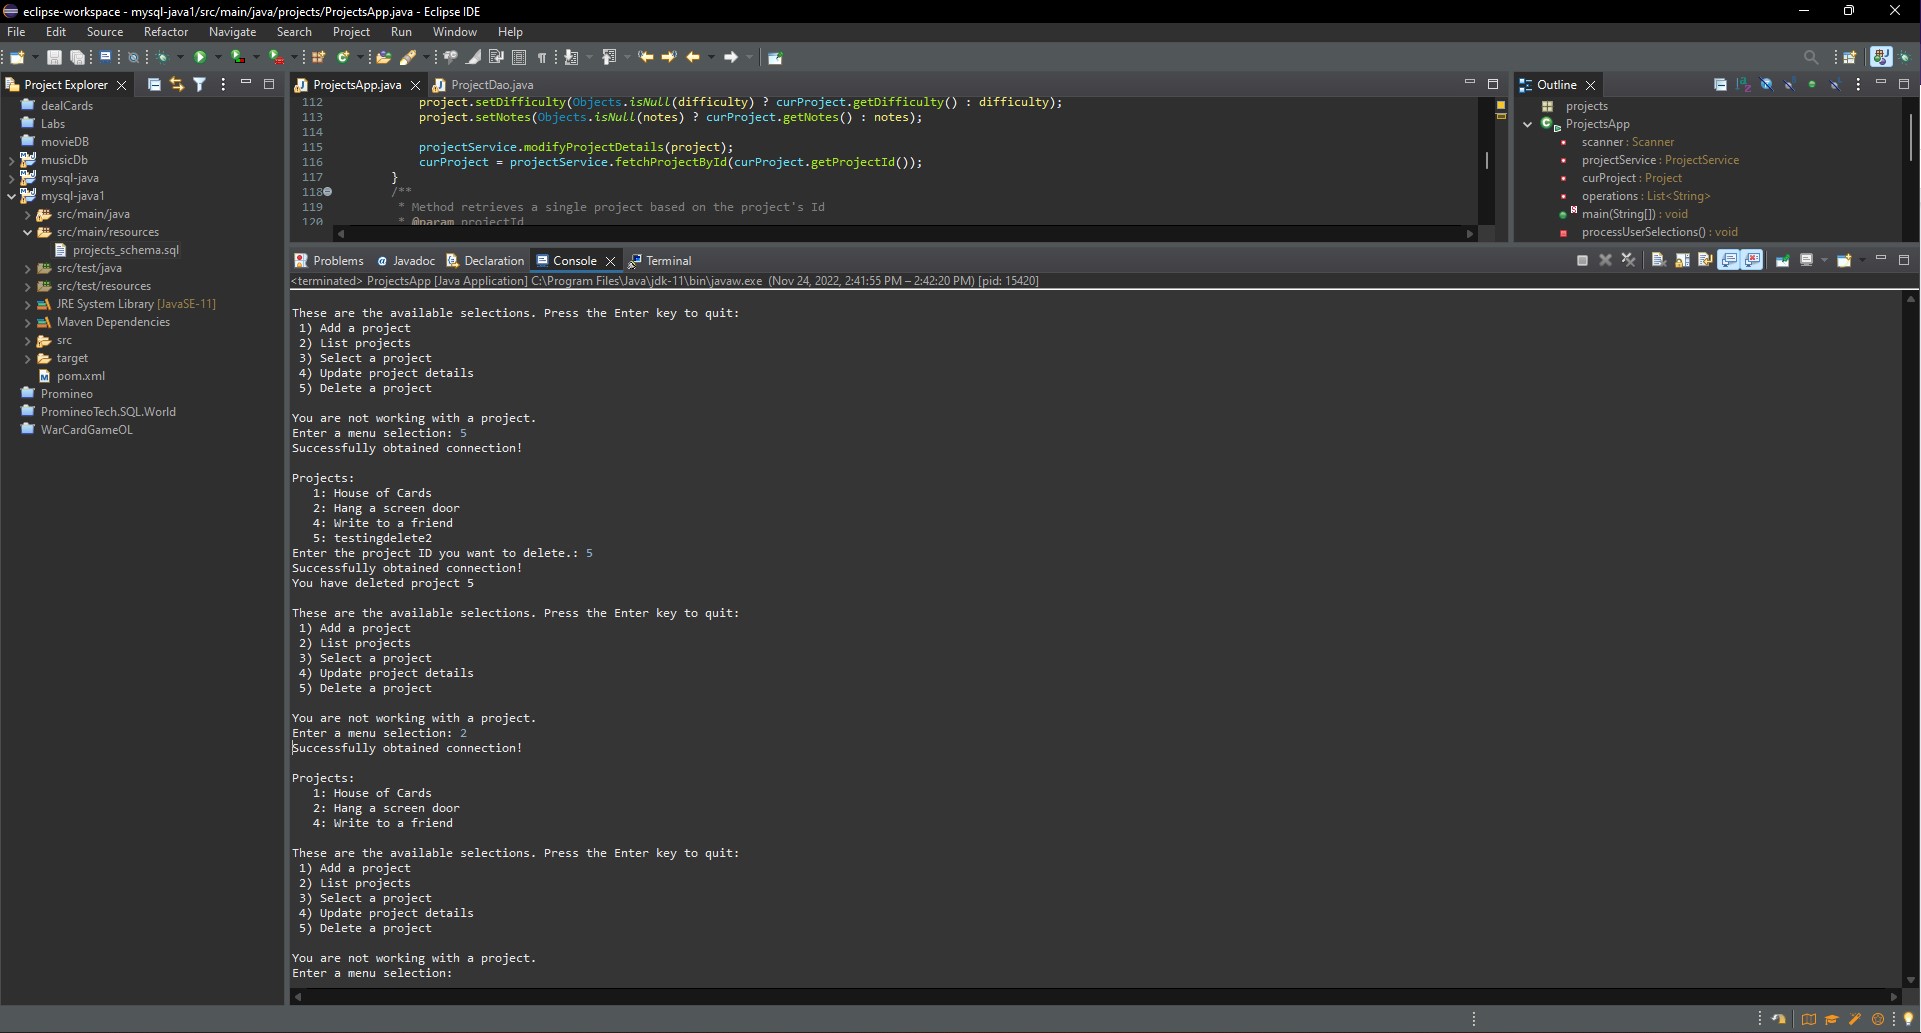 eclipse-workspace - mysql-java1/src/main/java/projects/ProjectsApp.java - Eclipse IDE
File Edit Source Refactor Navigate Search Project Run Window Help
Project Explorer
dealCards
Labs
movieDB
musicDb
mysql-java
mysql-java1
src/main/java
src/main/resources
projects_schema.sql
src/test/java
src/test/resources
JRE System Library [JavaSE-11]
Maven Dependencies
src
target
pom.xml
Promineo
PromineoTech.SQL.World
WarCardGameOL
ProjectsApp.java ProjectDao.java
112 project.setDifficulty(Objects.isNull(difficulty) ? curProject.getDifficulty() : difficulty);
113 project.setNotes(Objects.isNull(notes) ? curProject.getNotes() : notes);
114
115 projectService.modifyProjectDetails(project);
116 curProject = projectService.fetchProjectById(curProject.getProjectId());
117 }
118 /**
119 * Method retrieves a single project based on the project's Id
120 * @param projectId
Outline
projects
ProjectsApp
scanner : Scanner
projectService : ProjectService
curProject : Project
operations : List<String>
main(String[]) : void
processUserSelections() : void
Problems Javadoc Declaration Console Terminal
<terminated> ProjectsApp [Java Application] C:\Program Files\Java\jdk-11\bin\javaw.exe (Nov 24, 2022, 2:41:55 PM – 2:42:20 PM) [pid: 15420]
These are the available selections. Press the Enter key to quit:
1) Add a project
2) List projects
3) Select a project
4) Update project details
5) Delete a project
You are not working with a project.
Enter a menu selection: 5
Successfully obtained connection!
Projects:
1: House of Cards
2: Hang a screen door
4: Write to a friend
5: testingdelete2
Enter the project ID you want to delete.: 5
Successfully obtained connection!
You have deleted project 5
These are the available selections. Press the Enter key to quit:
1) Add a project
2) List projects
3) Select a project
4) Update project details
5) Delete a project
You are not working with a project.
Enter a menu selection: 2
Successfully obtained connection!
Projects:
1: House of Cards
2: Hang a screen door
4: Write to a friend
These are the available selections. Press the Enter key to quit:
1) Add a project
2) List projects
3) Select a project
4) Update project details
5) Delete a project
You are not working with a project.
Enter a menu selection: